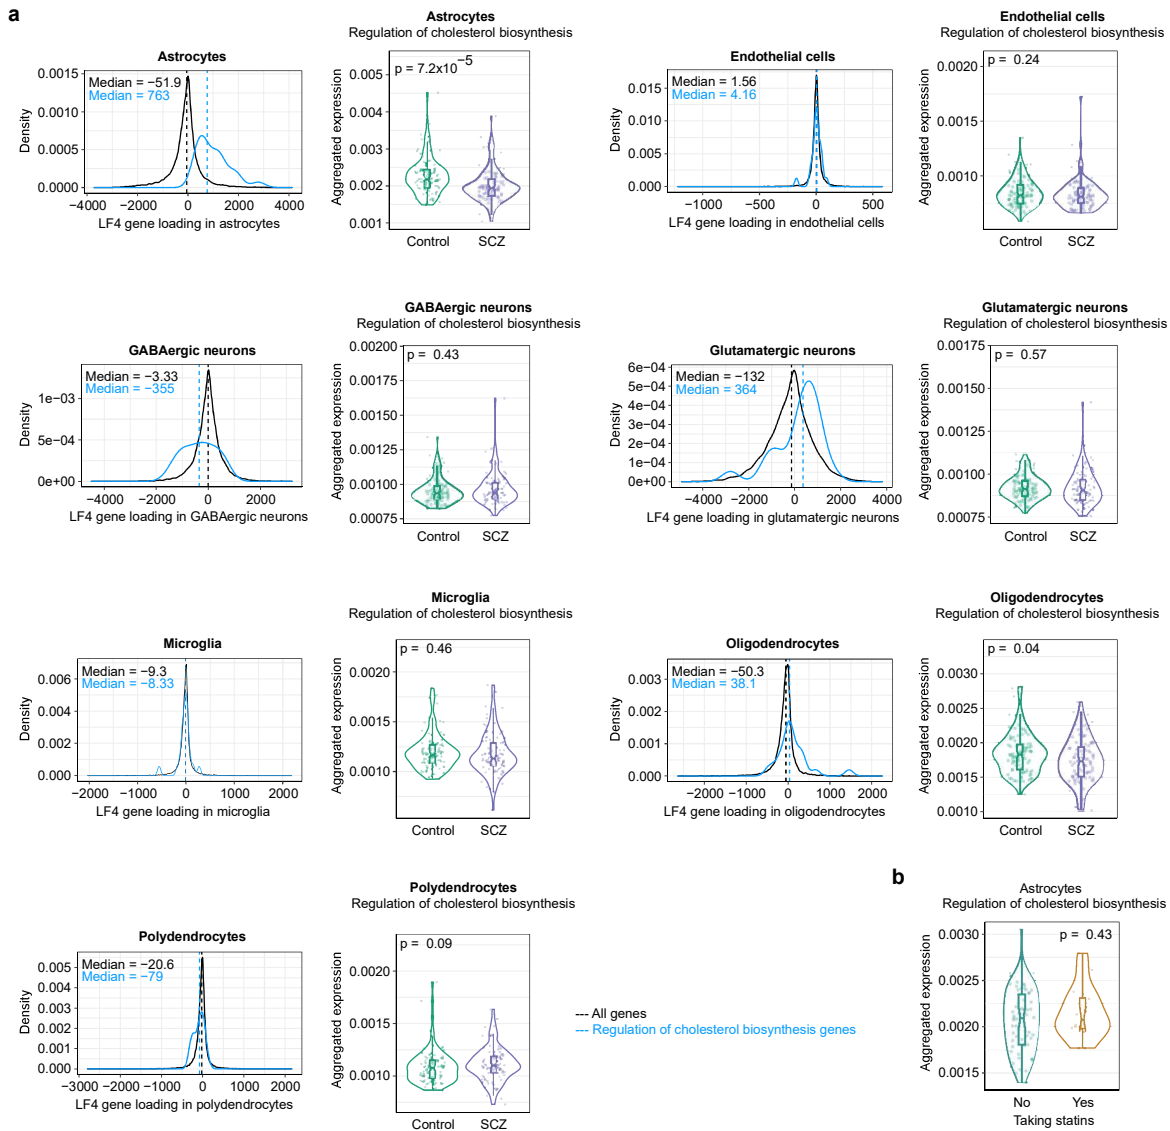 a
Astrocytes
Median = −51.9
Median = 763
0.0015
0.0010
0.0005
0.0000
Density
−4000 −2000 0 2000 4000
LF4 gene loading in astrocytes
Astrocytes
Regulation of cholesterol biosynthesis
p = 7.2x10−5
0.005
0.004
0.003
0.002
0.001
Aggregated expression
Control SCZ
Endothelial cells
Median = 1.56
Median = 4.16
0.015
0.010
0.005
0.000
Density
−1000 −500 0 500
LF4 gene loading in endothelial cells
Endothelial cells
Regulation of cholesterol biosynthesis
p = 0.24
0.0020
0.0015
0.0010
Aggregated expression
Control SCZ
GABAergic neurons
Median = −3.33
Median = −355
1e−03
5e−04
0e+00
Density
−4000 −2000 0 2000
LF4 gene loading in GABAergic neurons
GABAergic neurons
Regulation of cholesterol biosynthesis
p = 0.43
0.00200
0.00175
0.00150
0.00125
0.00100
0.00075
Aggregated expression
Control SCZ
Glutamatergic neurons
Median = −132
Median = 364
6e−04
5e−04
4e−04
3e−04
2e−04
1e−04
0e+00
Density
−4000 −2000 0 2000 4000
LF4 gene loading in glutamatergic neurons
Glutamatergic neurons
Regulation of cholesterol biosynthesis
p = 0.57
0.00175
0.00150
0.00125
0.00100
0.00075
Aggregated expression
Control SCZ
Microglia
Median = −9.3
Median = −8.33
0.006
0.004
0.002
0.000
Density
−2000 −1000 0 1000 2000
LF4 gene loading in microglia
Microglia
Regulation of cholesterol biosynthesis
p = 0.46
0.0020
0.0015
0.0010
Aggregated expression
Control SCZ
Oligodendrocytes
Median = −50.3
Median = 38.1
0.003
0.002
0.001
0.000
Density
−2000 −1000 0 1000 2000
LF4 gene loading in oligodendrocytes
Oligodendrocytes
Regulation of cholesterol biosynthesis
p = 0.04
0.0030
0.0025
0.0020
0.0015
0.0010
Aggregated expression
Control SCZ
Polydendrocytes
Median = −20.6
Median = −79
0.005
0.004
0.003
0.002
0.001
0.000
Density
−3000 −2000 −1000 0 1000 2000
LF4 gene loading in polydendrocytes
Polydendrocytes
Regulation of cholesterol biosynthesis
p = 0.09
0.0020
0.0015
0.0010
Aggregated expression
Control SCZ
--- All genes
--- Regulation of cholesterol biosynthesis genes
b
Astrocytes
Regulation of cholesterol biosynthesis
p = 0.43
0.0030
0.0025
0.0020
0.0015
Aggregated expression
No Yes
Taking statins